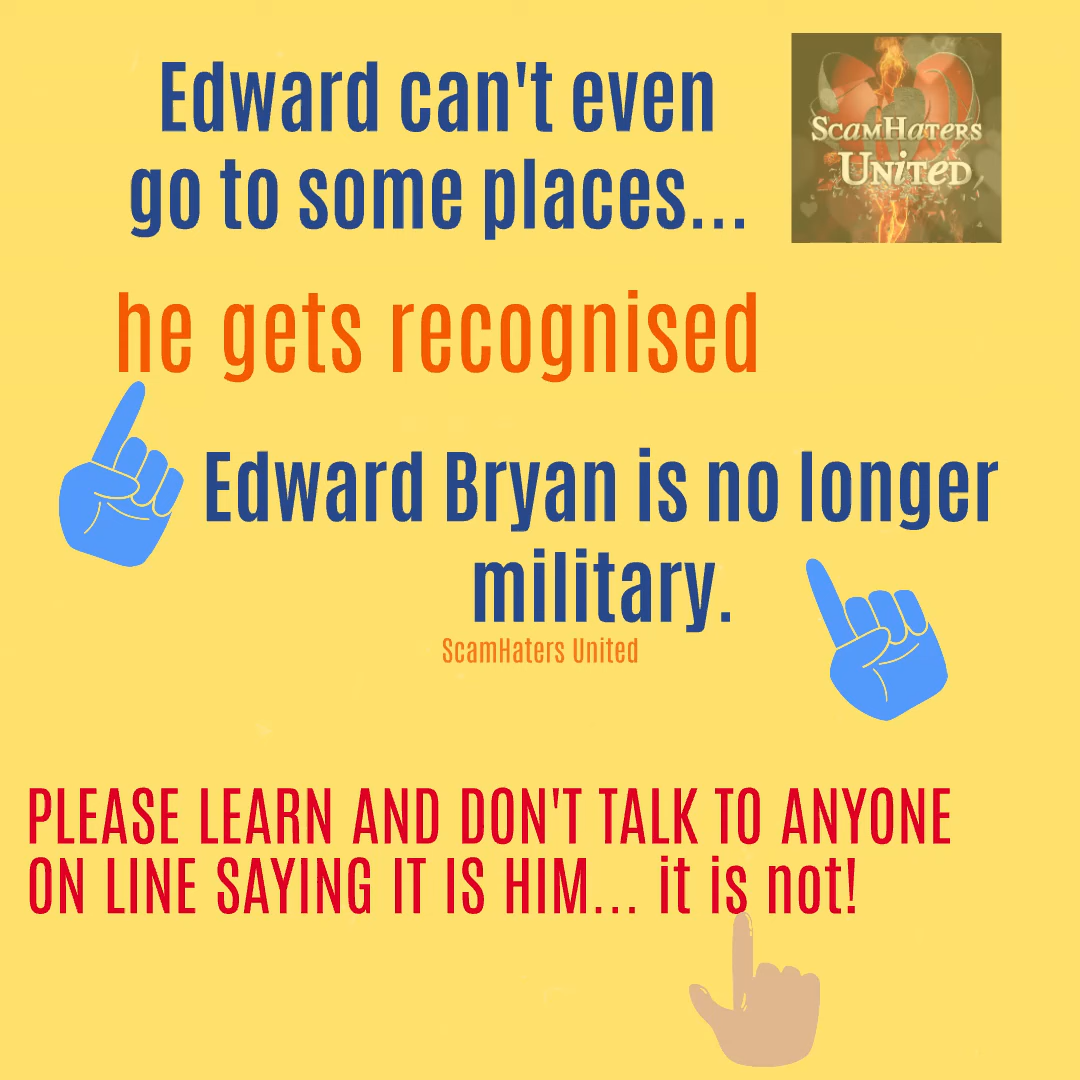 Edward can't even
go to some places...
ScamHaters
United
he gets recognised
Edward Bryan is no longer
military.
ScamHaters United
PLEASE LEARN AND DON'T TALK TO ANYONE
ON LINE SAYING IT IS HIM... it is not!